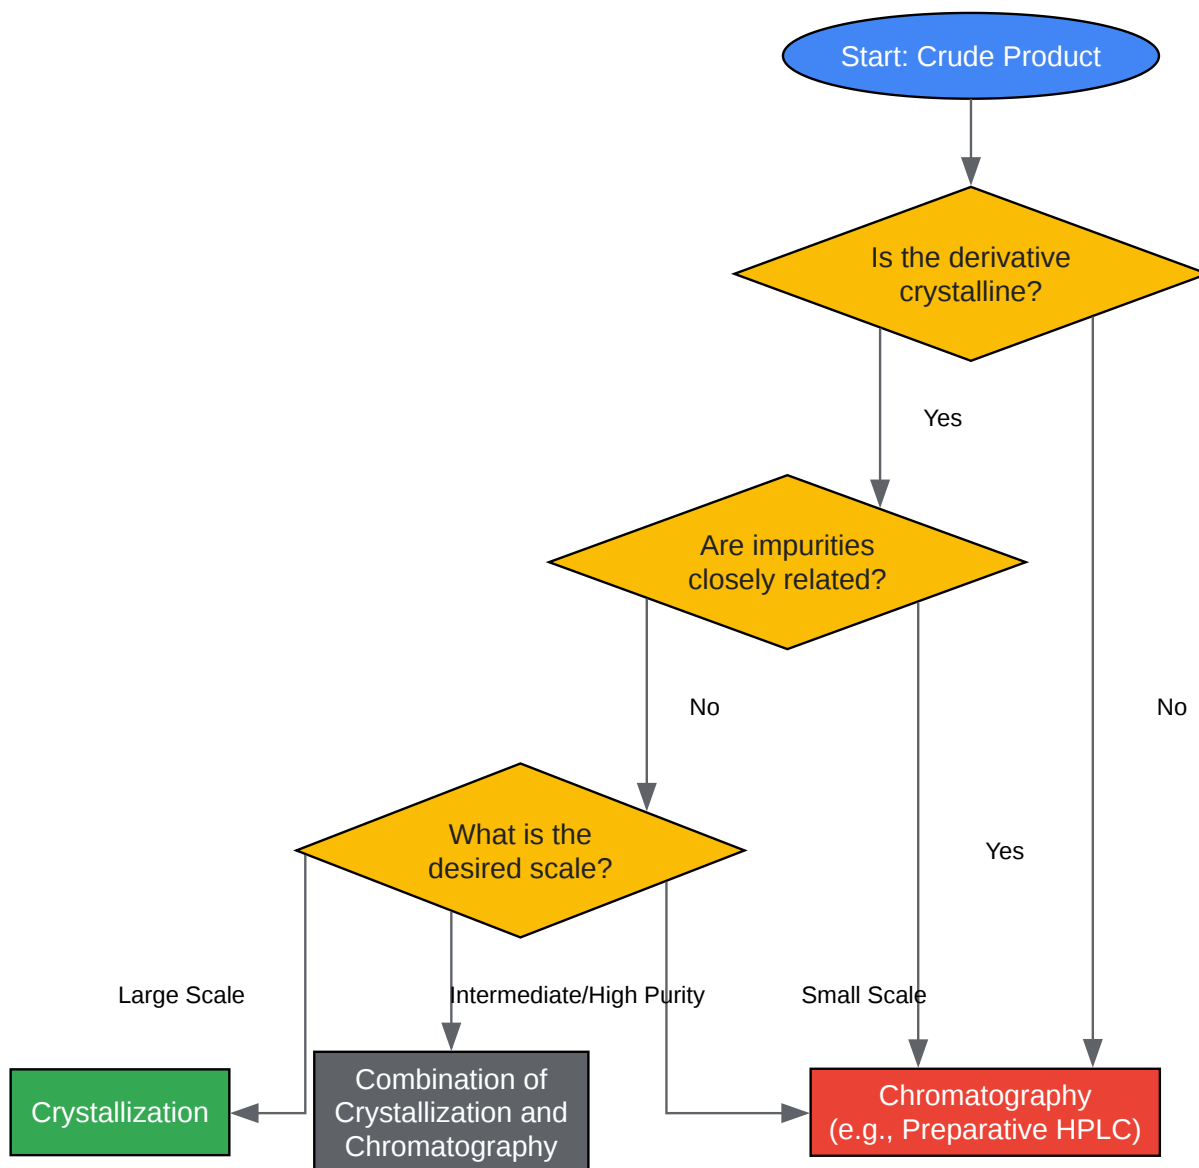 Start: Crude Product
Is the derivative
crystalline?
Yes
Are impurities
closely related?
No
No
What is the
desired scale?
Yes
Large Scale
Intermediate/High Purity
Small Scale
Crystallization
Combination of
Crystallization and
Chromatography
Chromatography
(e.g., Preparative HPLC)